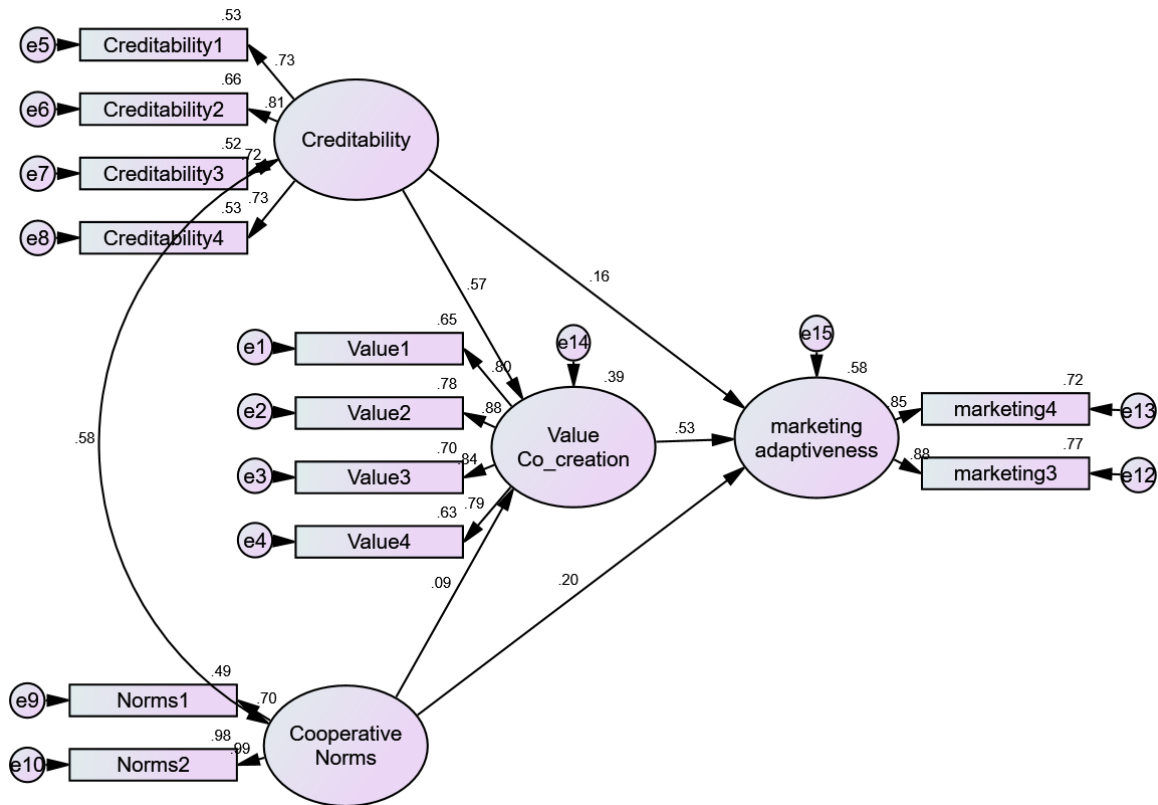 .53
e5
Creditability1
.73
.66
e6
Creditability2
.81
Creditability
.52
e7
Creditability3
.72
.53
.73
e8
Creditability4
.16
.57
.65
e1
Value1
.80
e14
e15
.39
.58
.78
e2
Value2
.88
Value
Co_creation
.53
marketing
adaptiveness
.85
.72
marketing4
e13
.70
e3
Value3
.84
.88
.77
marketing3
e12
.63
.79
e4
Value4
.58
.09
.20
.49
e9
Norms1
.70
Cooperative
Norms
.98
.99
e10
Norms2